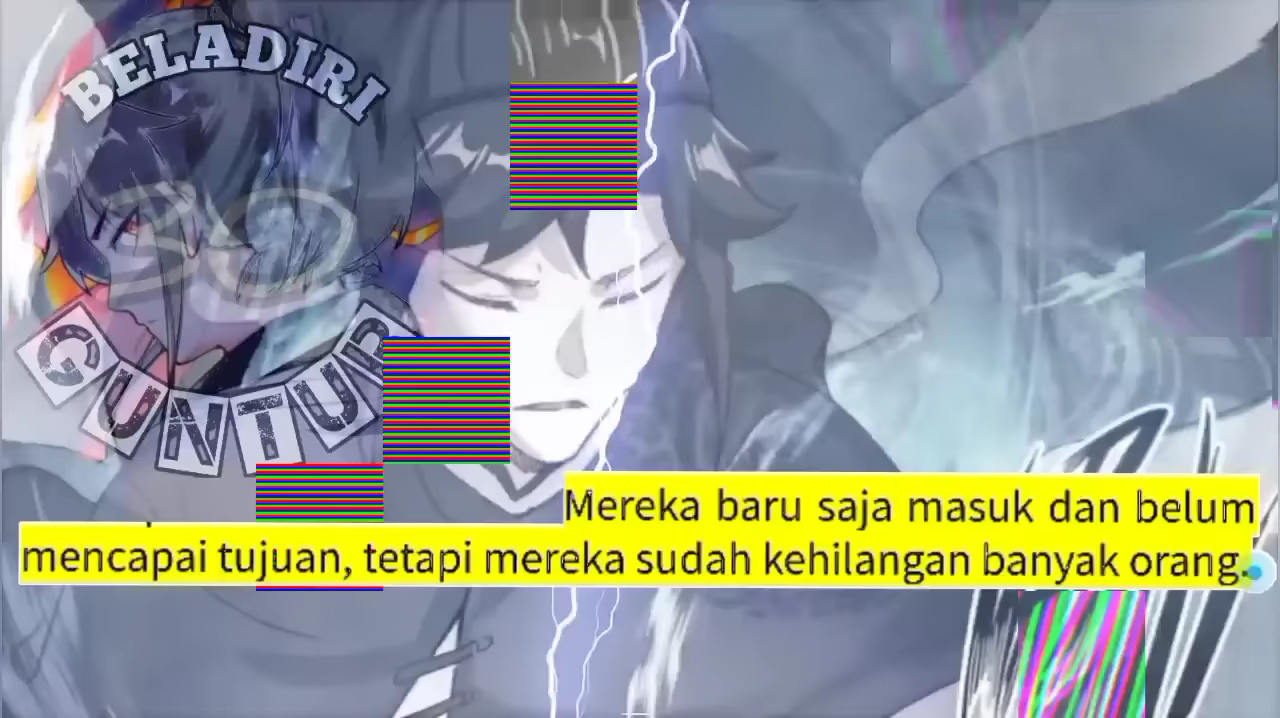 BELADIRI
GUNTUR
Mereka baru saja masuk dan belum
mencapai tujuan, tetapi mereka sudah kehilangan banyak orang.